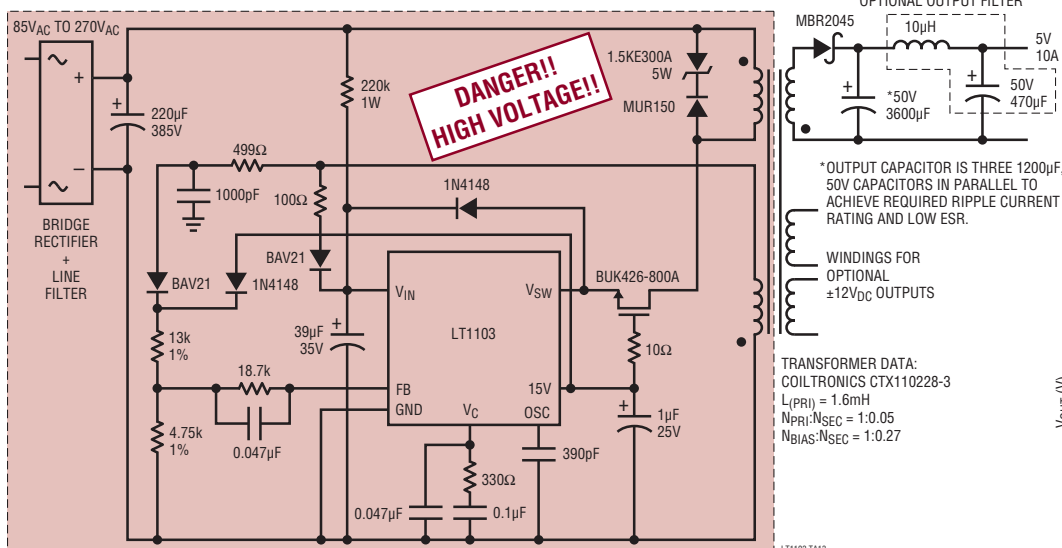 OPTIONAL OUTPUT FILTER
85VAC TO 270VAC
MBR2045
10µH
5V
10A
1.5KE300A
5W
DANGER!!
HIGH VOLTAGE!!
220k
1W
+
220µF
385V
+
–
MUR150
+
*50V
3600µF
+
50V
470µF
499Ω
1000pF
100Ω
1N4148
*OUTPUT CAPACITOR IS THREE 1200µF,
50V CAPACITORS IN PARALLEL TO
ACHIEVE REQUIRED RIPPLE CURRENT
RATING AND LOW ESR.
BRIDGE
RECTIFIER
+
LINE
FILTER
BAV21
1N4148
BAV21
BUK426-800A
WINDINGS FOR
OPTIONAL
±12VDC OUTPUTS
VIN
VSW
LT1103
13k
1%
+
39µF
35V
10Ω
18.7k
FB
15V
GND
VC
OSC
+
1µF
25V
0.047µF
4.75k
1%
390pF
330Ω
0.047µF
0.1µF
TRANSFORMER DATA:
COILTRONICS CTX110228-3
L(PRI) = 1.6mH
NPRI:NSEC = 1:0.05
NBIAS:NSEC = 1:0.27
VOUT (V)